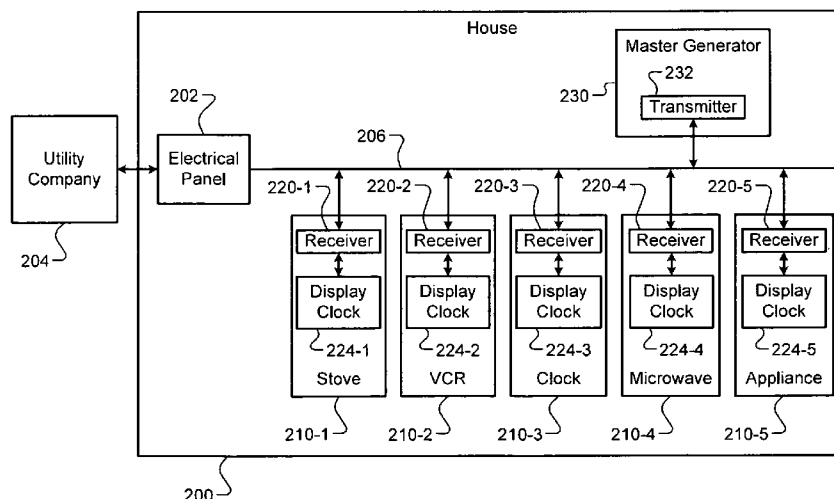 House
Master Generator
232
230
Transmitter
202
Utility
Company
Electrical
Panel
206
204
220-1 220-2 220-3 220-4 220-5
Receiver Receiver Receiver Receiver Receiver
Display Display Display Display Display
Clock Clock Clock Clock Clock
224-1 224-2 224-3 224-4 224-5
Stove VCR Clock Microwave Appliance
210-1 210-2 210-3 210-4 210-5
200